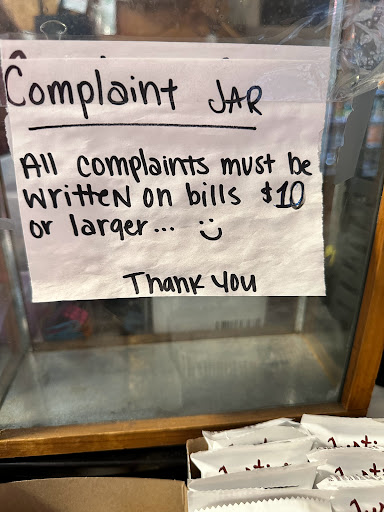 Complaint JAR
All complaints must be
written on bills $10
or larger... :)
Thank You